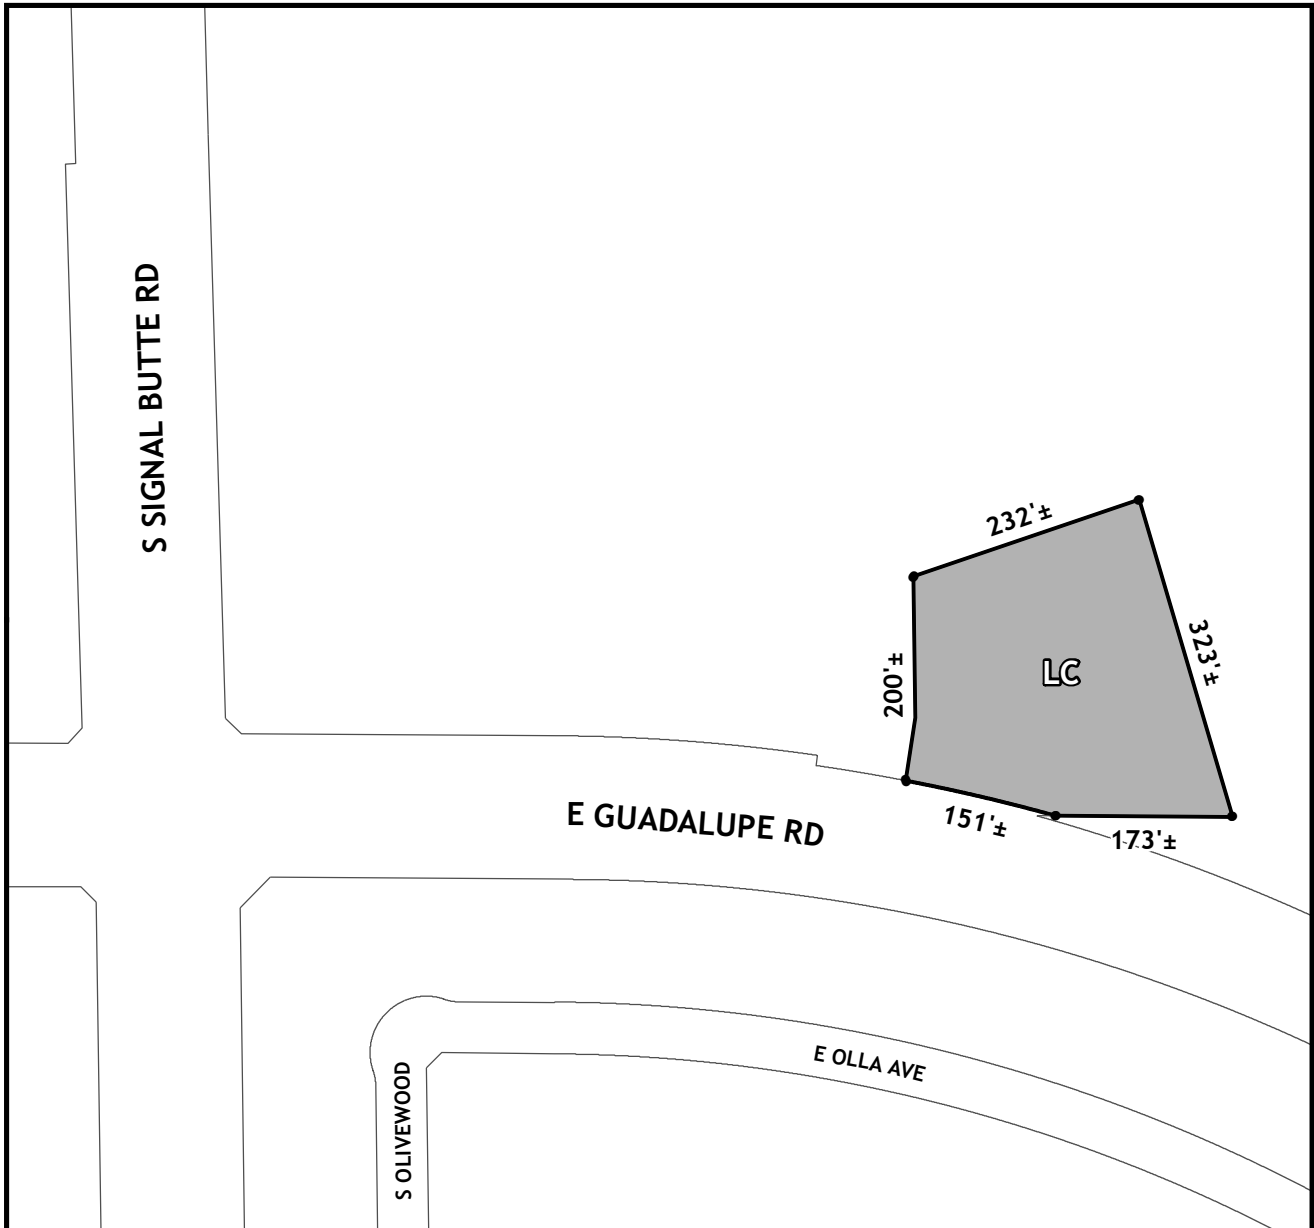 S SIGNAL BUTTE RD
232'±
323'±
200'±
LC
151'±
173'±
E GUADALUPE RD
E OLLA AVE
S OLIVEWOOD